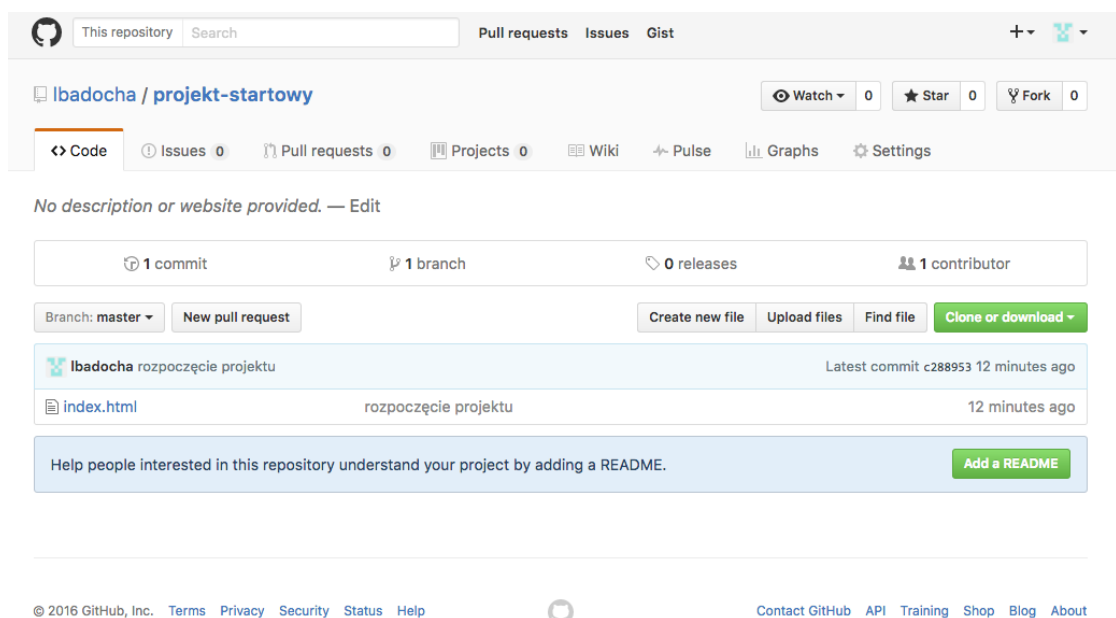 This repository Search Pull requests Issues Gist
lbadocha / projekt-startowy Watch 0 Star 0 Fork 0
Code Issues 0 Pull requests 0 Projects 0 Wiki Pulse Graphs Settings
No description or website provided. — Edit
1 commit 1 branch 0 releases 1 contributor
Branch: master New pull request Create new file Upload files Find file Clone or download
lbadocha rozpoczęcie projektu Latest commit c288953 12 minutes ago
index.html rozpoczęcie projektu 12 minutes ago
Help people interested in this repository understand your project by adding a README. Add a README
© 2016 GitHub, Inc. Terms Privacy Security Status Help Contact GitHub API Training Shop Blog About